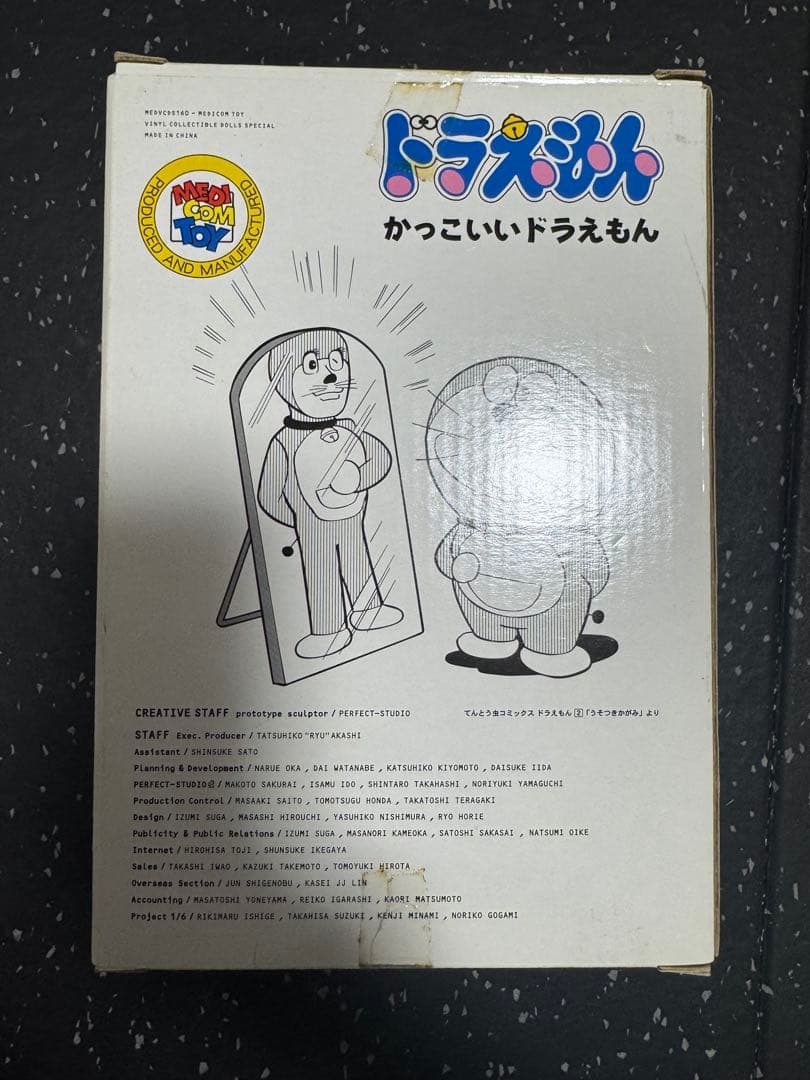 MEDVCDST60 - MEDICOM TOY
VINYL COLLECTIBLE DOLLS SPECIAL
MADE IN CHINA
MEDI
COM
TOY
PRODUCED AND MANUFACTURED
ドラえもん
かっこいいドラえもん
CREATIVE STAFF prototype sculptor / PERFECT-STUDIO
てんとう虫コミックス ドラえもん 2 「うそつきかがみ」より
STAFF Exec. Producer / TATSUHIKO "RYU" AKASHI
Assistant / SHINSUKE SATO
Planning & Development / NARUE OKA , DAI WATANABE , KATSUHIKO KIYOMOTO , DAISUKE IIDA
PERFECT-STUDIO / MAKOTO SAKURAI , ISAMU IDO , SHINTARO TAKAHASHI , NORIYUKI YAMAGUCHI
Production Control / MASAAKI SAITO , TOMOTSUGU HONDA , TAKATOSHI TERAGAKI
Design / IZUMI SUGA , MASASHI HIROUCHI , YASUHIKO NISHIMURA , RYO HORIE
Publicity & Public Relations / IZUMI SUGA , MASANORI KAMEOKA , SATOSHI SAKASAI , NATSUMI OIKE
Internet / HIROHISA TOJI , SHUNSUKE IKEGAYA
Sales / TAKASHI IWAO , KAZUKI TAKEMOTO , TOMOYUKI HIROTA
Overseas Section / JUN SHIGENOBU , KASEI JJ LIN
Accounting / MASATOSHI YONEYAMA , REIKO IGARASHI , KAORI MATSUMOTO
Project 1/6 / RIKIMARU ISHIGE , TAKAHISA SUZUKI , KENJI MINAMI , NORIKO GOGAMI